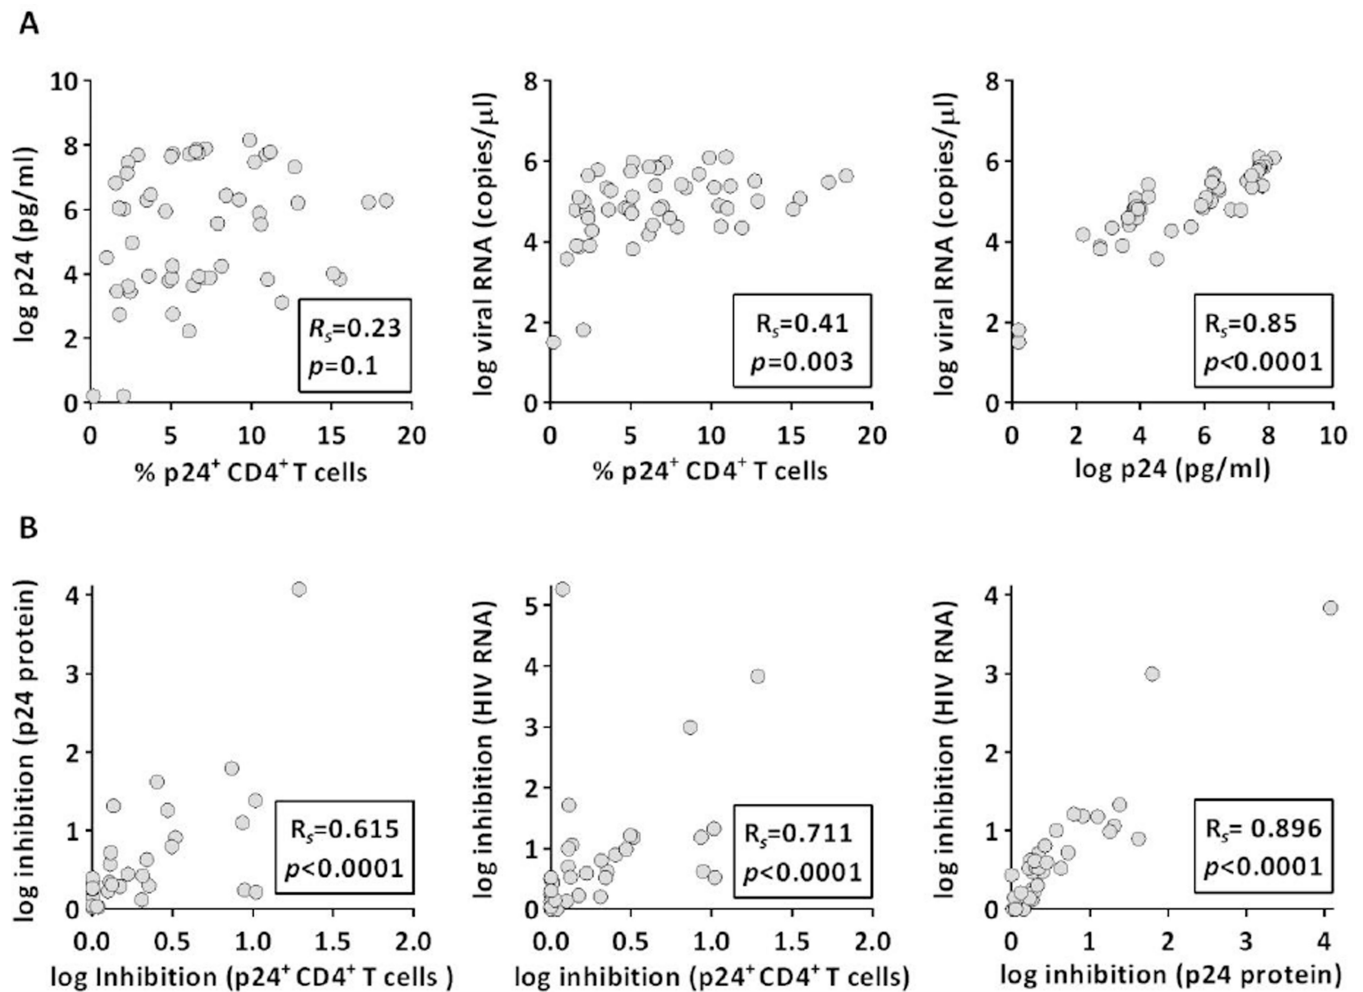 A
log p24 (pg/ml)
10
8
6
4
2
0
0 5 10 15 20
% p24⁺ CD4⁺ T cells
Rs=0.23
p=0.1
log viral RNA (copies/µl)
8
6
4
2
0
0 5 10 15 20
% p24⁺ CD4⁺ T cells
Rs=0.41
p=0.003
log viral RNA (copies/µl)
8
6
4
2
0
0 2 4 6 8 10
log p24 (pg/ml)
Rs=0.85
p<0.0001
B
log inhibition (p24 protein)
4
3
2
1
0
0.0 0.5 1.0 1.5 2.0
log Inhibition (p24⁺ CD4⁺ T cells )
Rs=0.615
p<0.0001
log inhibition (HIV RNA)
5
4
3
2
1
0
0.0 0.5 1.0 1.5 2.0
log inhibition (p24⁺ CD4⁺ T cells)
Rs=0.711
p<0.0001
log inhibition (HIV RNA)
4
3
2
1
0
0 1 2 3 4
log inhibition (p24 protein)
Rs= 0.896
p<0.0001